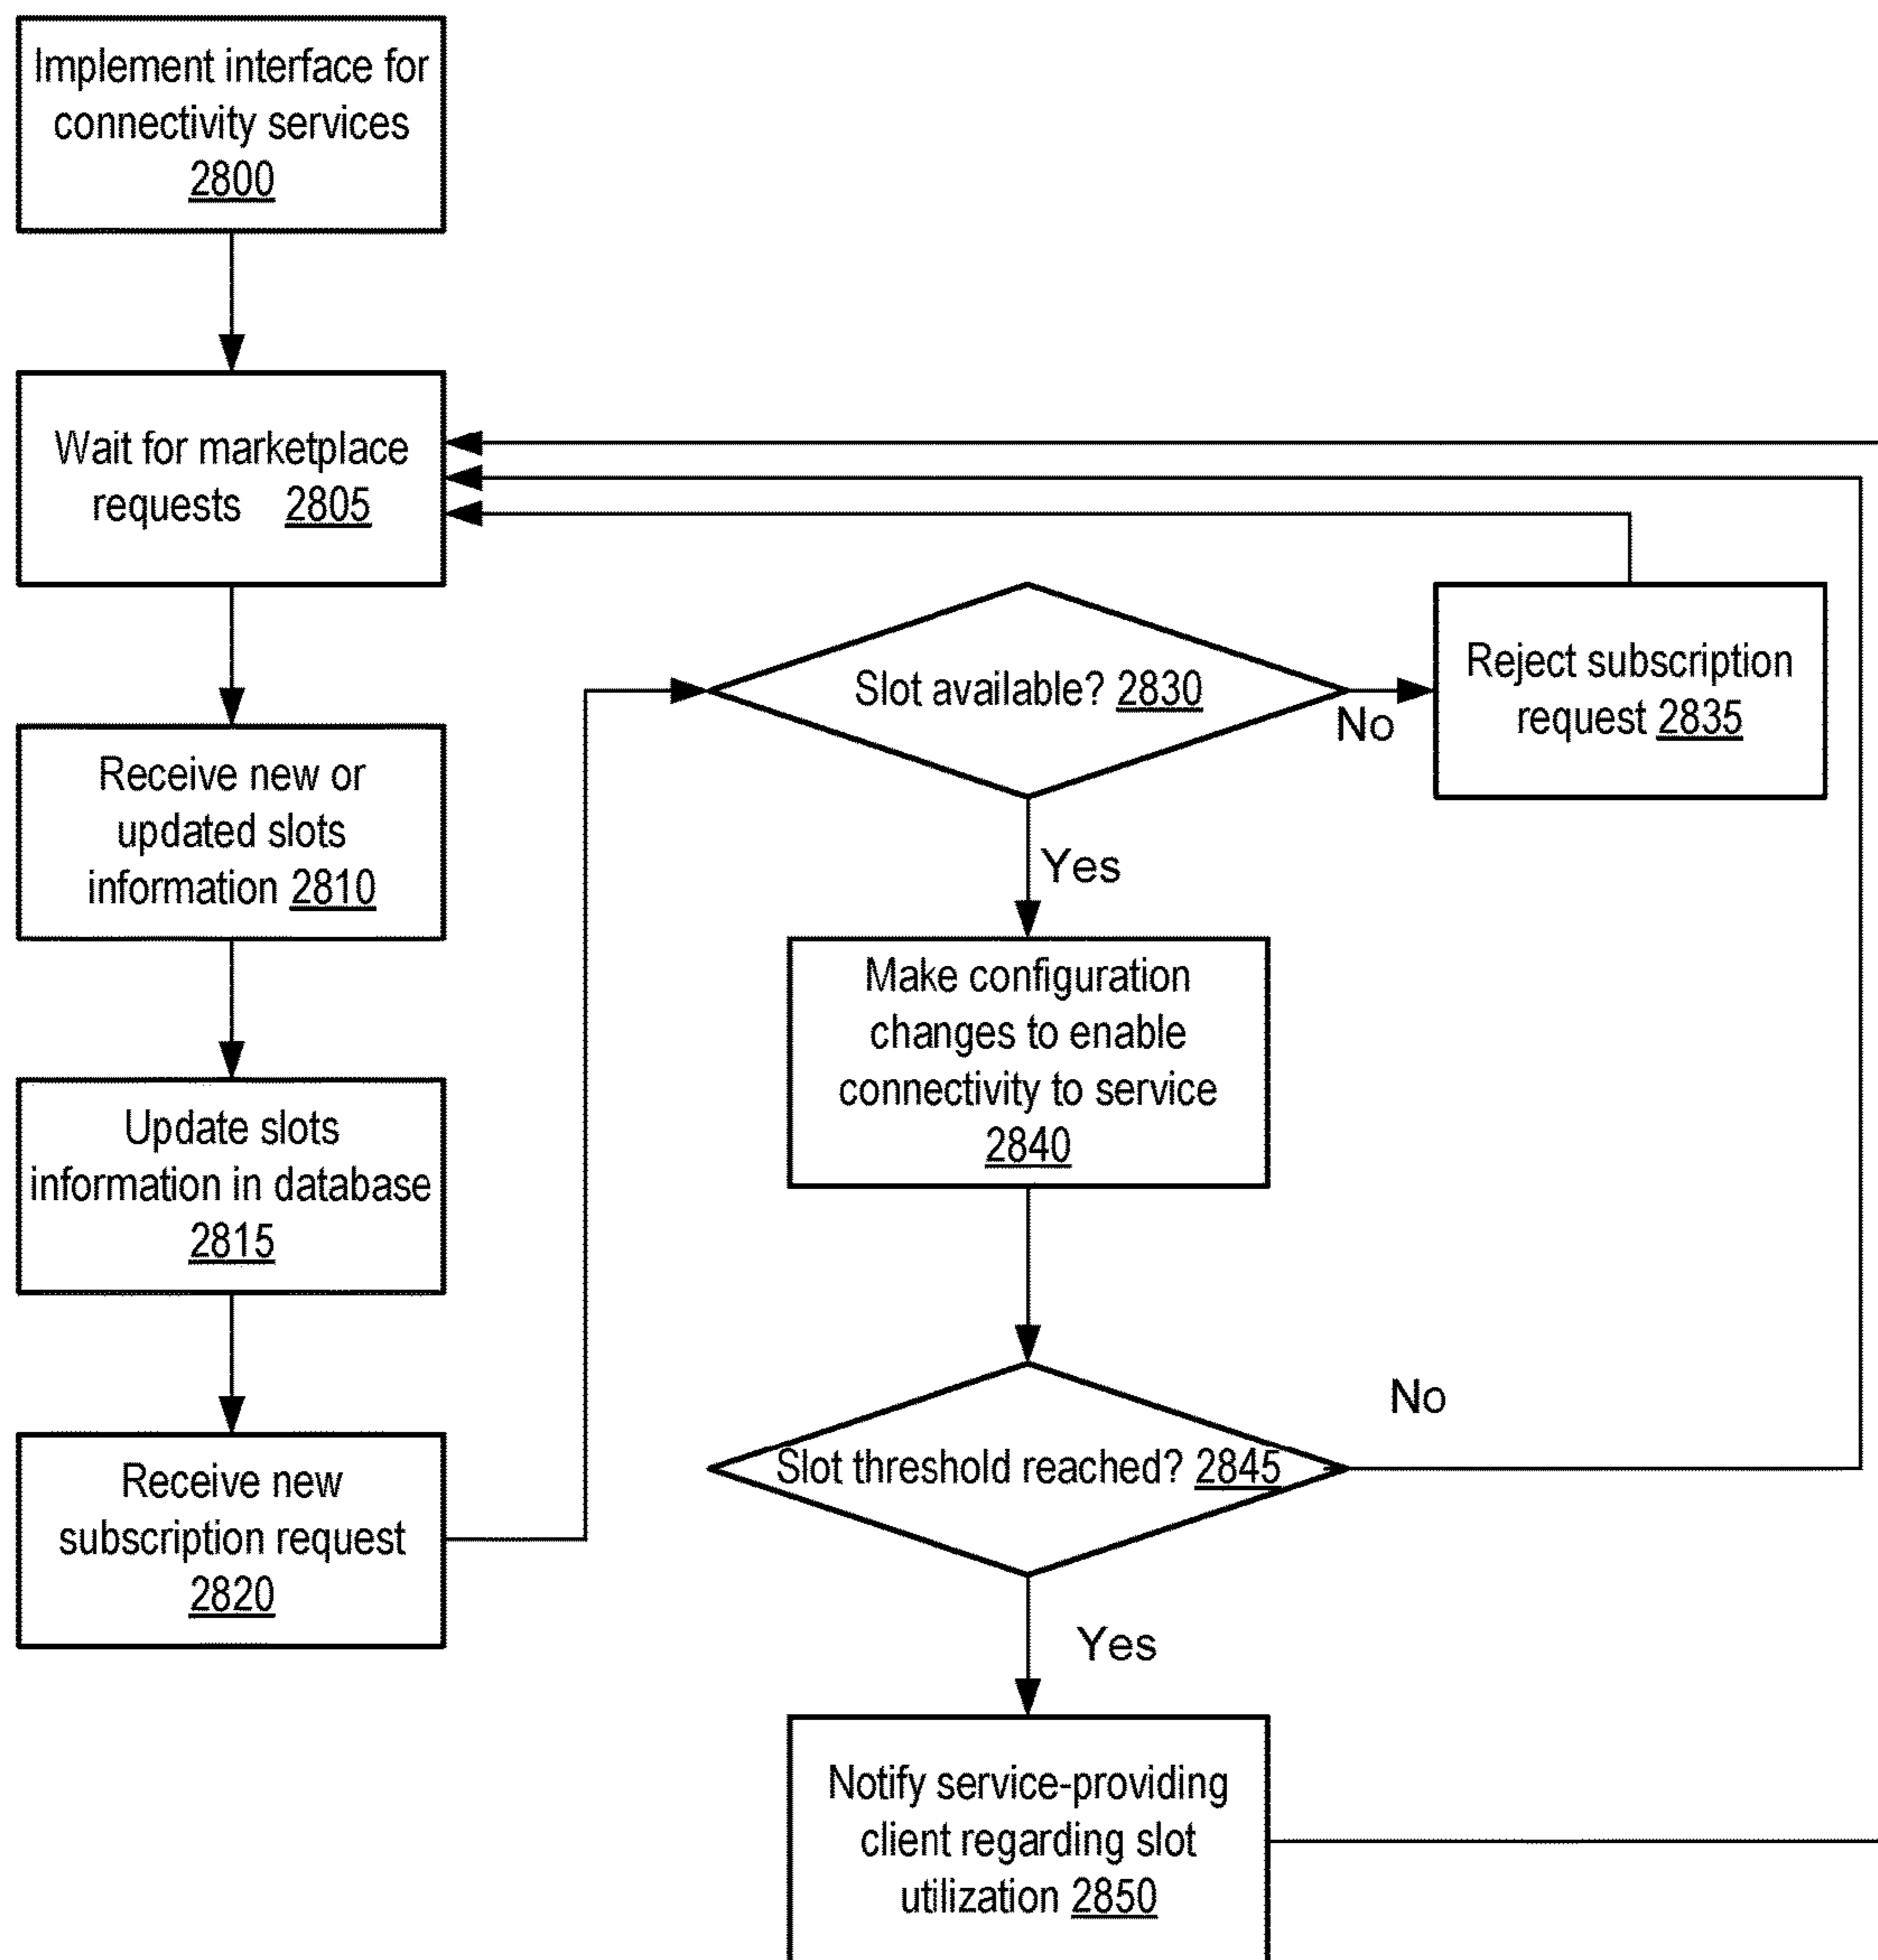 Implement interface for
connectivity services
2800
Wait for marketplace
requests 2805
Receive new or
updated slots
information 2810
Update slots
information in database
2815
Receive new
subscription request
2820
Slot available? 2830
No
Reject subscription
request 2835
Yes
Make configuration
changes to enable
connectivity to service
2840
Slot threshold reached? 2845
No
Yes
Notify service-providing
client regarding slot
utilization 2850